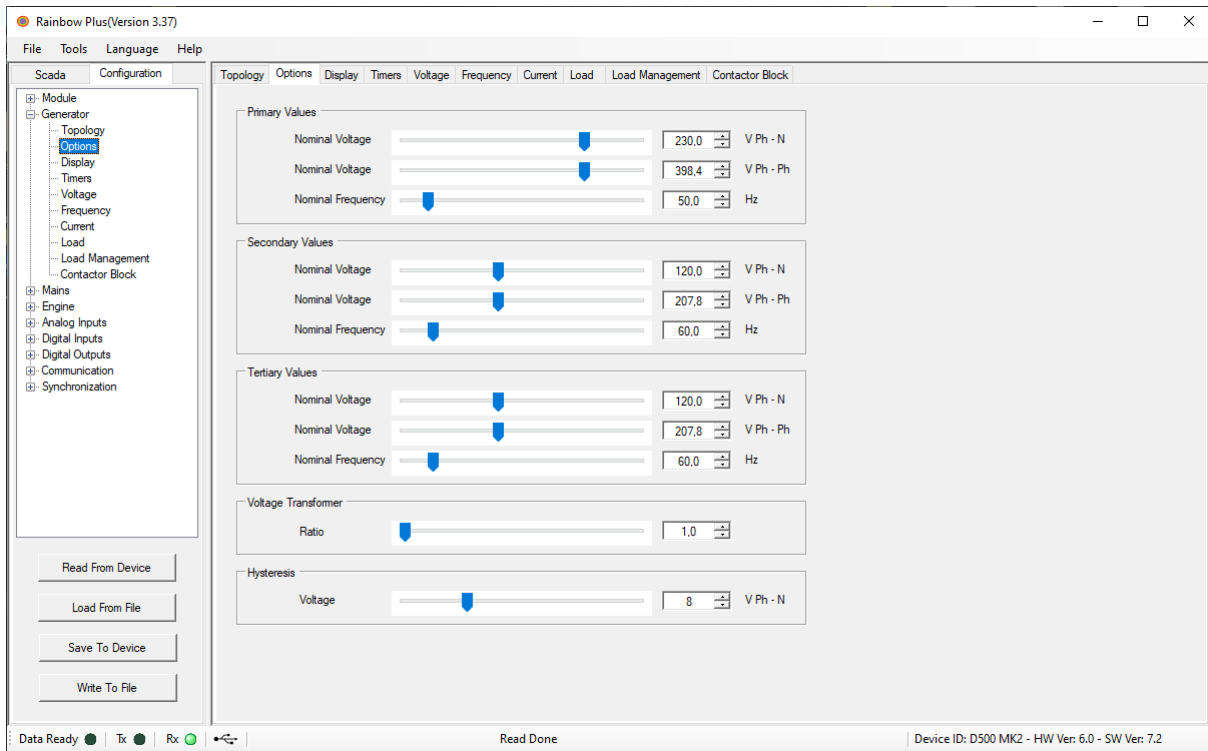 Rainbow Plus(Version 3.37)
File Tools Language Help
Scada Configuration
Module
Generator
Topology
Options
Display
Timers
Voltage
Frequency
Current
Load
Load Management
Contactor Block
Mains
Engine
Analog Inputs
Digital Inputs
Digital Outputs
Communication
Synchronization
Read From Device
Load From File
Save To Device
Write To File
Topology Options Display Timers Voltage Frequency Current Load Load Management Contactor Block
Primary Values
Nominal Voltage 230,0 V Ph - N
Nominal Voltage 398,4 V Ph - Ph
Nominal Frequency 50,0 Hz
Secondary Values
Nominal Voltage 120,0 V Ph - N
Nominal Voltage 207,8 V Ph - Ph
Nominal Frequency 60,0 Hz
Tertiary Values
Nominal Voltage 120,0 V Ph - N
Nominal Voltage 207,8 V Ph - Ph
Nominal Frequency 60,0 Hz
Voltage Transformer
Ratio 1,0
Hysteresis
Voltage 8 V Ph - N
Data Ready Tx Rx Read Done Device ID: D500 MK2 - HW Ver: 6.0 - SW Ver: 7.2